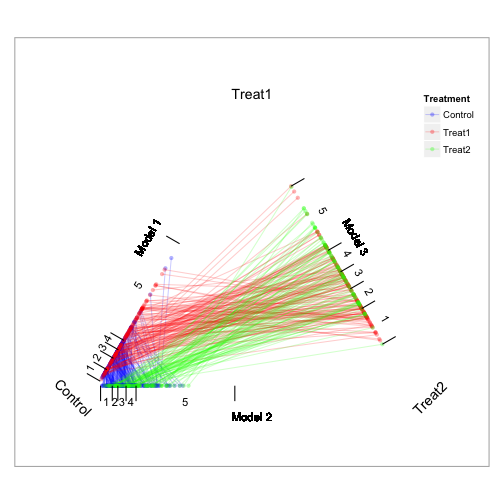 Treat1
Treatment
Control
Treat1
Treat2
Model 1
Model 3
5
5
4
3
2
1
4
3
2
1
1 2 3 4 5
Control
Model 2
Treat2